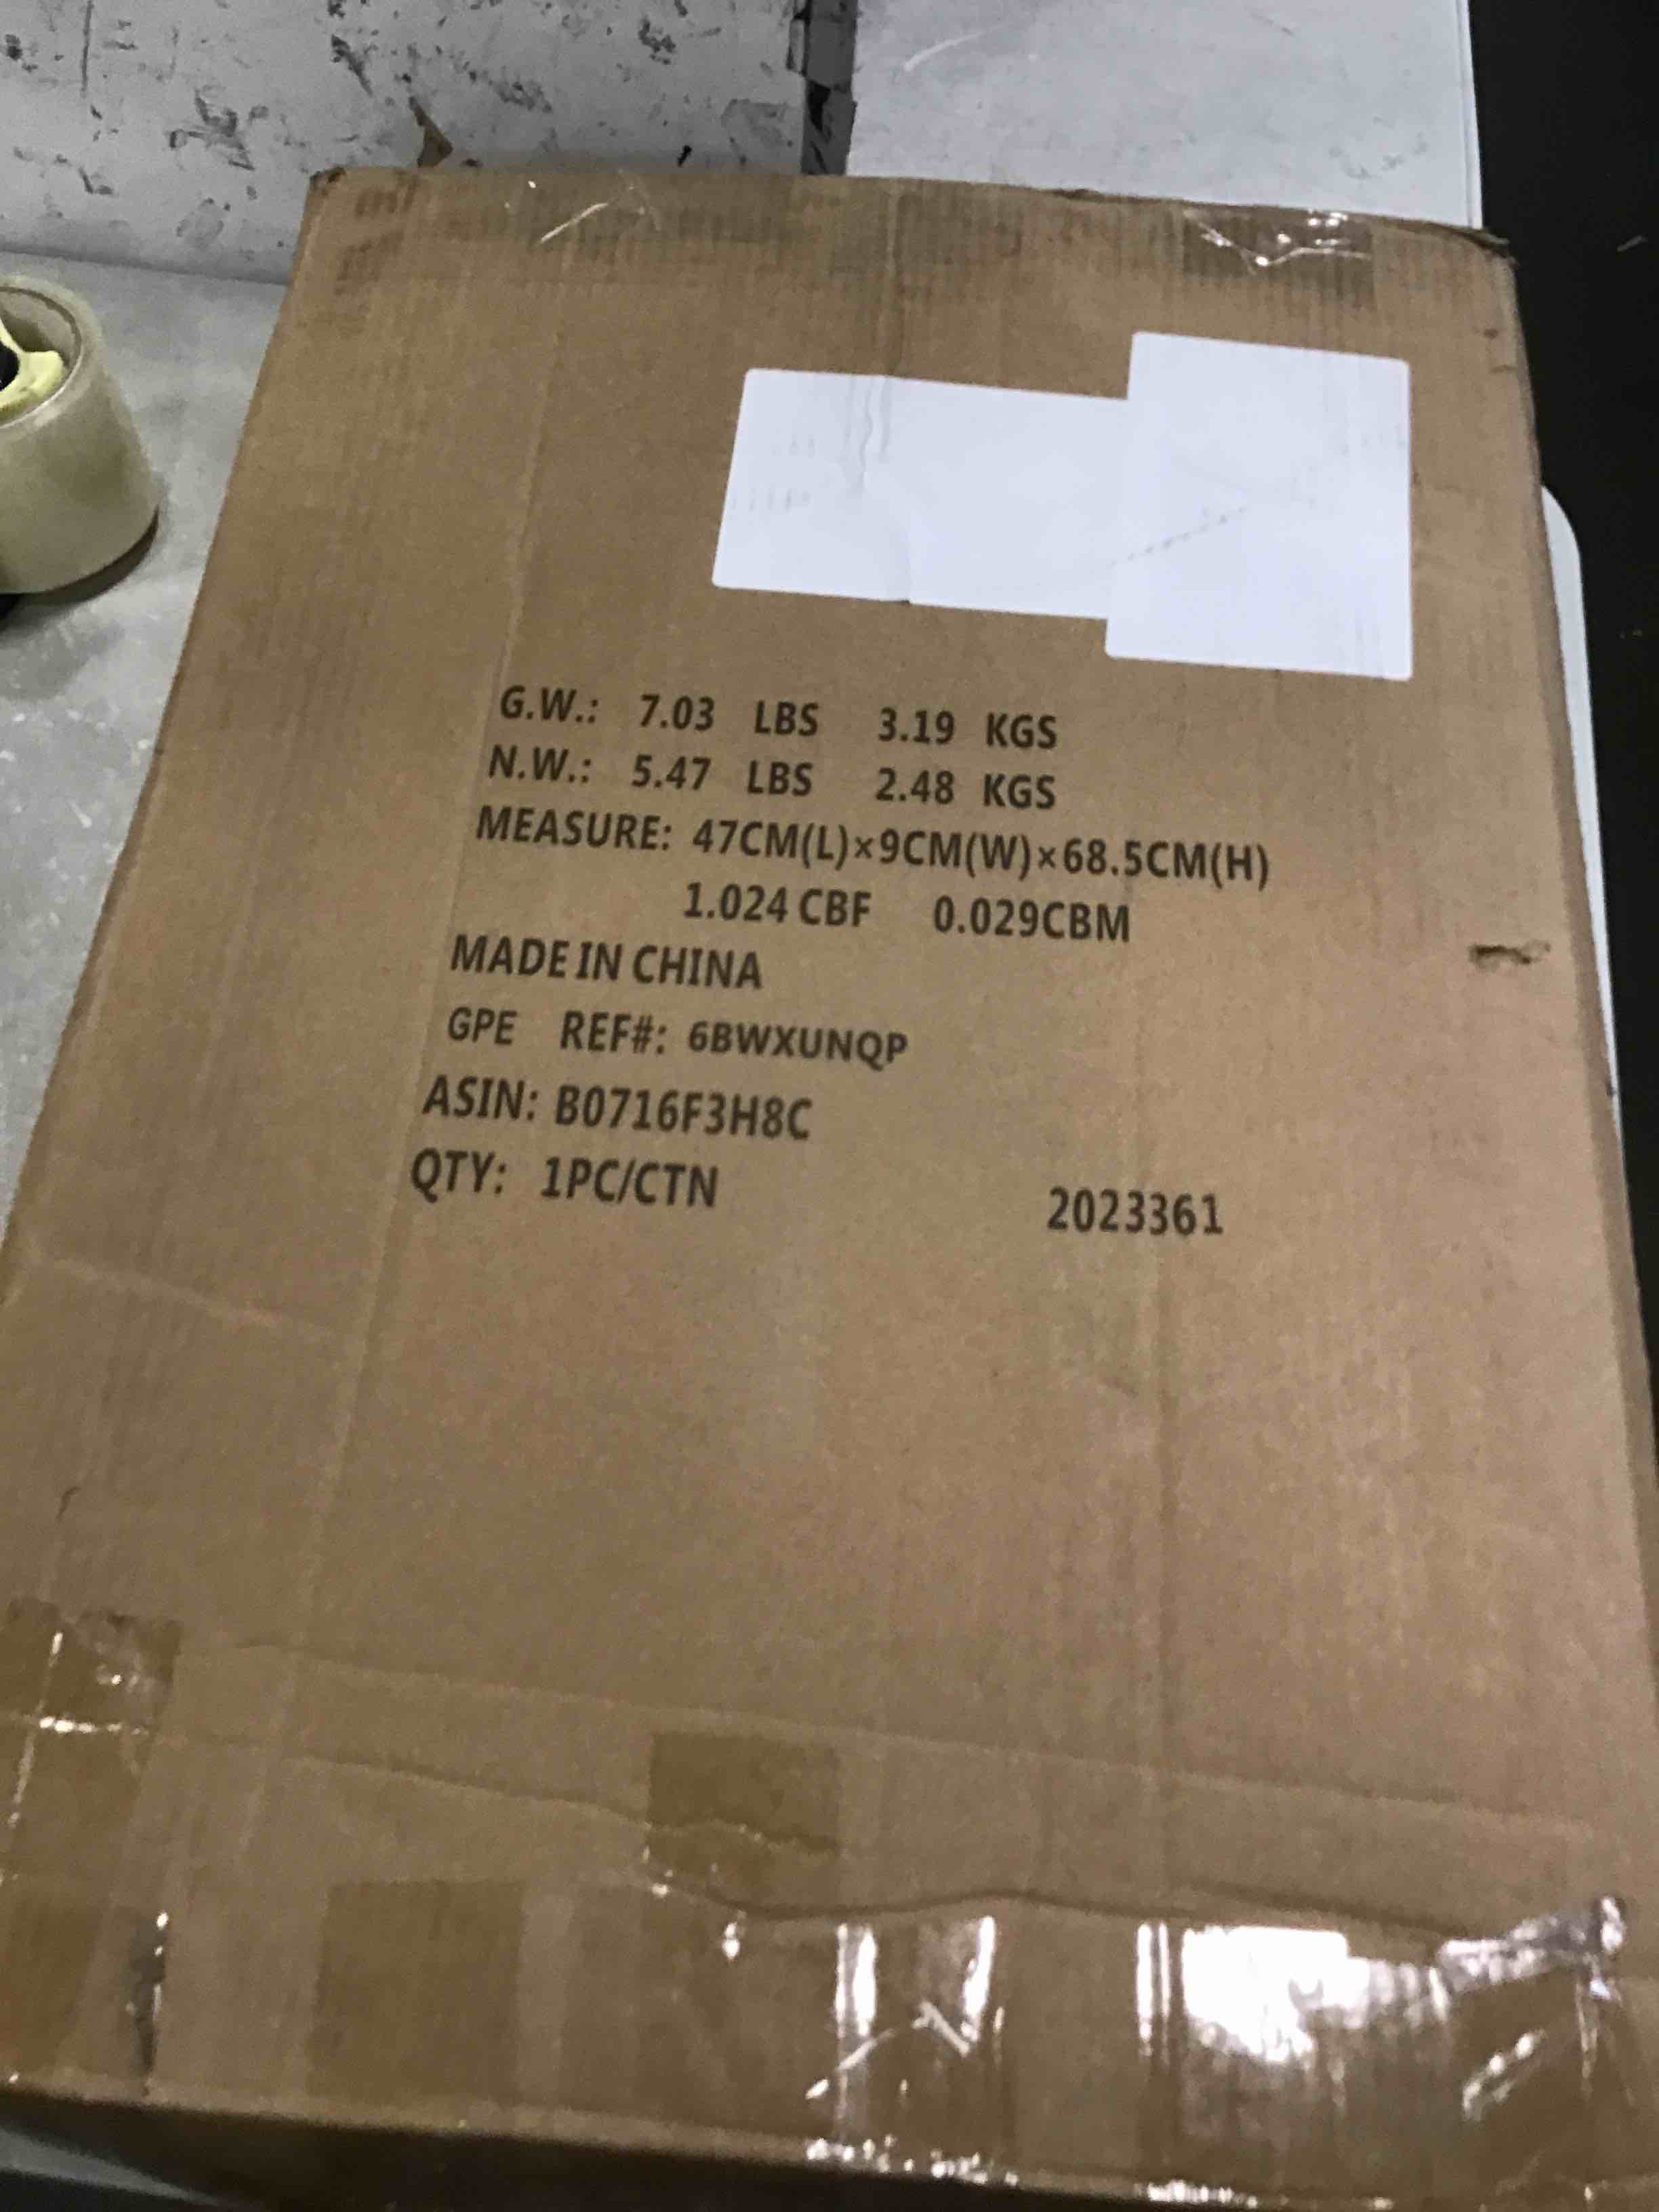 G.W.: 7.03 LBS 3.19 KGS
N.W.: 5.47 LBS 2.48 KGS
MEASURE: 47CM(L)×9CM(W)×68.5CM(H)
1.024 CBF 0.029CBM
MADE IN CHINA
GPE REF#: 6BWXUNQP
ASIN: B0716F3H8C
QTY: 1PC/CTN 2023361